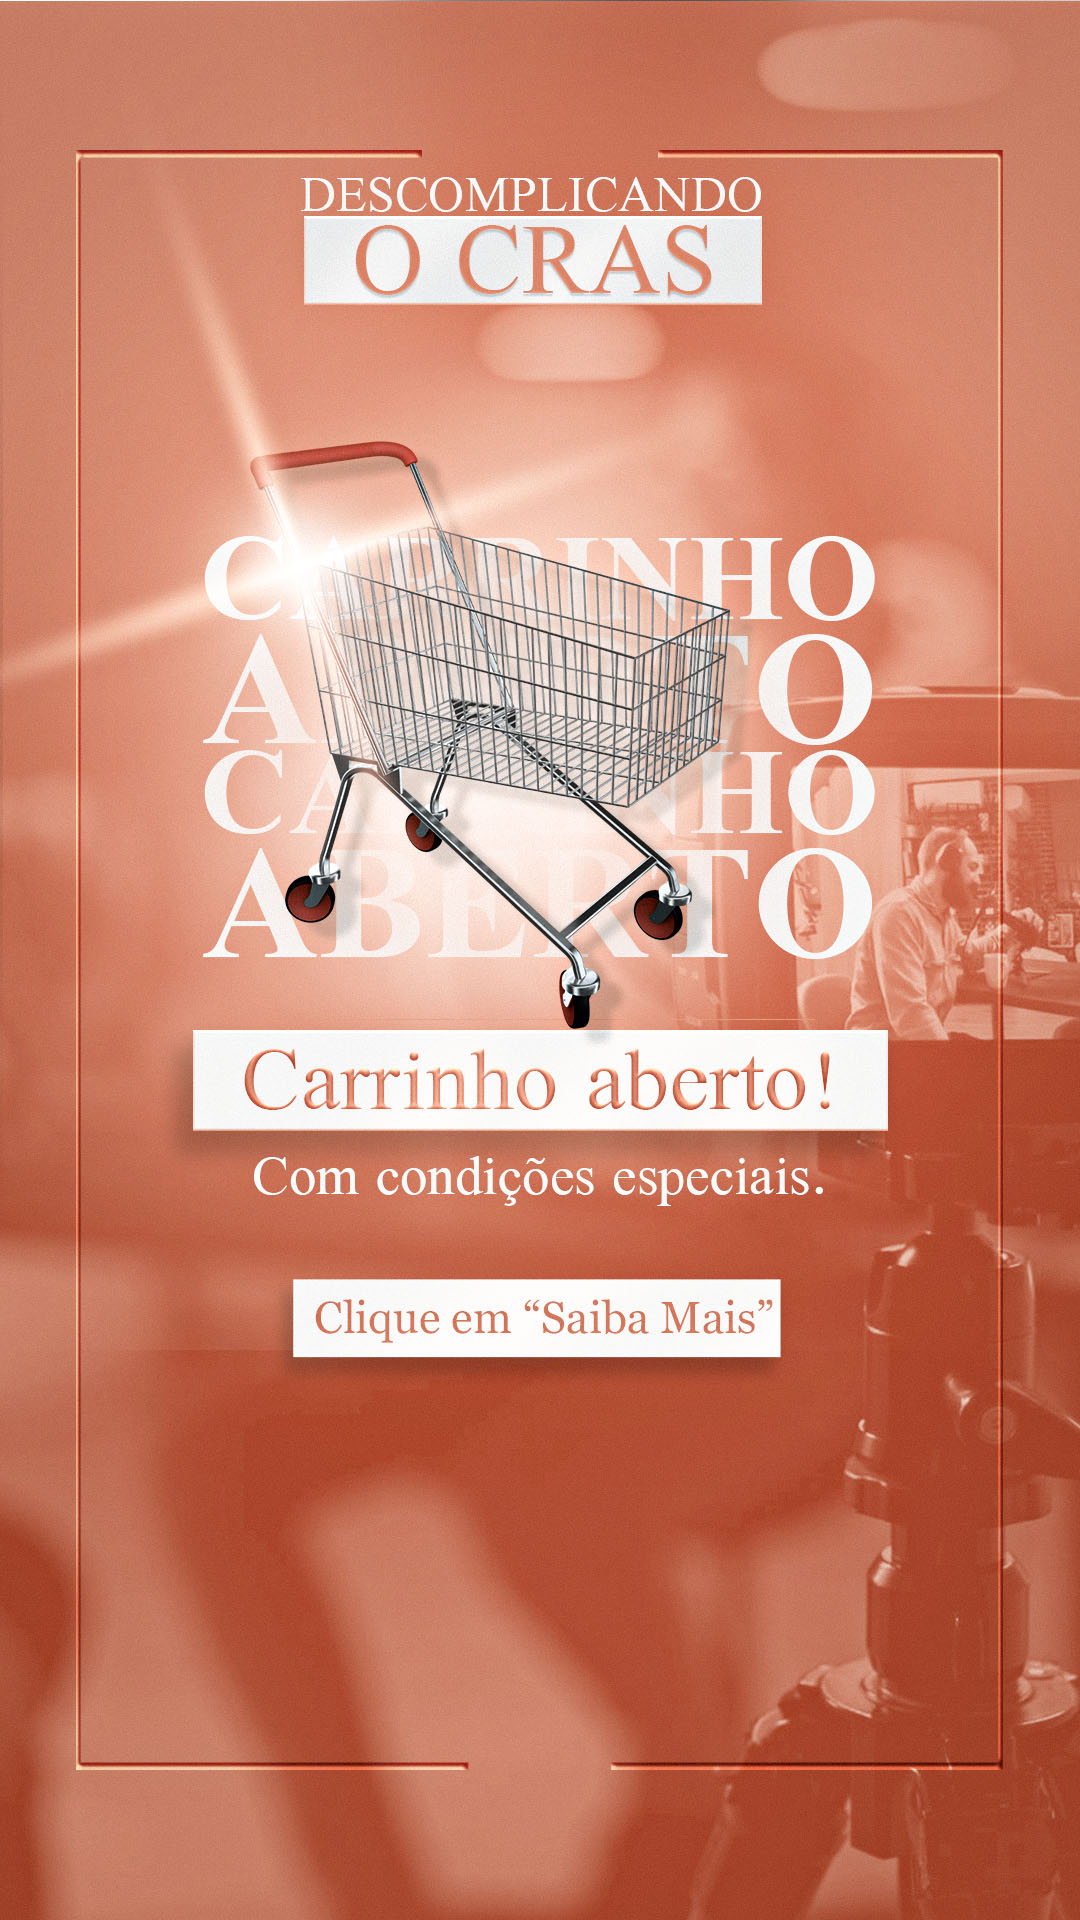 DESCOMPLICANDO
O CRAS
CARRINHO
ABERTO
CARRINHO
ABERTO
Carrinho aberto!
Com condições especiais.
Clique em “Saiba Mais”